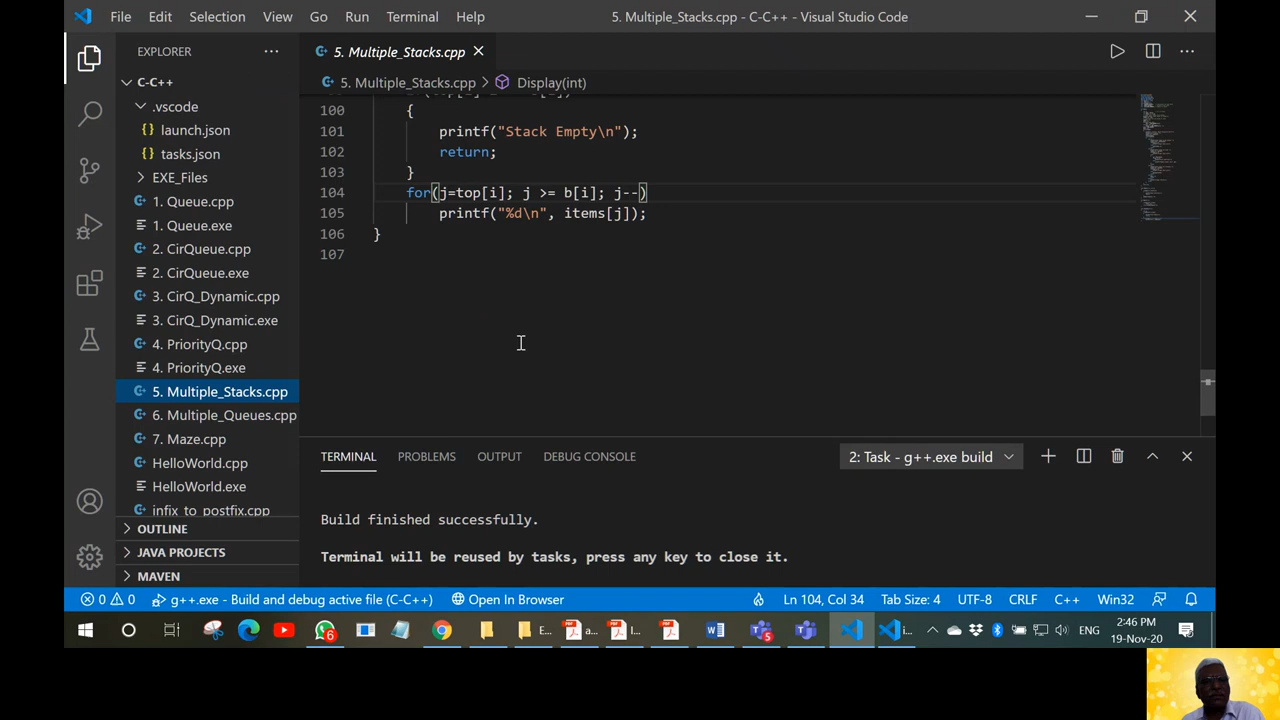 File Edit Selection View Go Run Terminal Help 5. Multiple_Stacks.cpp - C-C++ - Visual Studio Code
EXPLORER
5. Multiple_Stacks.cpp
C-C++
.vscode
launch.json
tasks.json
EXE_Files
1. Queue.cpp
1. Queue.exe
2. CirQueue.cpp
2. CirQueue.exe
3. CirQ_Dynamic.cpp
3. CirQ_Dynamic.exe
4. PriorityQ.cpp
4. PriorityQ.exe
5. Multiple_Stacks.cpp
6. Multiple_Queues.cpp
7. Maze.cpp
HelloWorld.cpp
HelloWorld.exe
infix_to_postfix.cpp
OUTLINE
JAVA PROJECTS
MAVEN
5. Multiple_Stacks.cpp > Display(int)
100 {
101 printf("Stack Empty\n");
102 return;
103 }
104 for(j=top[i]; j >= b[i]; j--)
105 printf("%d\n", items[j]);
106 }
107
TERMINAL PROBLEMS OUTPUT DEBUG CONSOLE 2: Task - g++.exe build
Build finished successfully.
Terminal will be reused by tasks, press any key to close it.
0 0 g++.exe - Build and debug active file (C-C++) Open In Browser Ln 104, Col 34 Tab Size: 4 UTF-8 CRLF C++ Win32
6 E... a... I... 5 i... ENG 2:46 PM
19-Nov-20